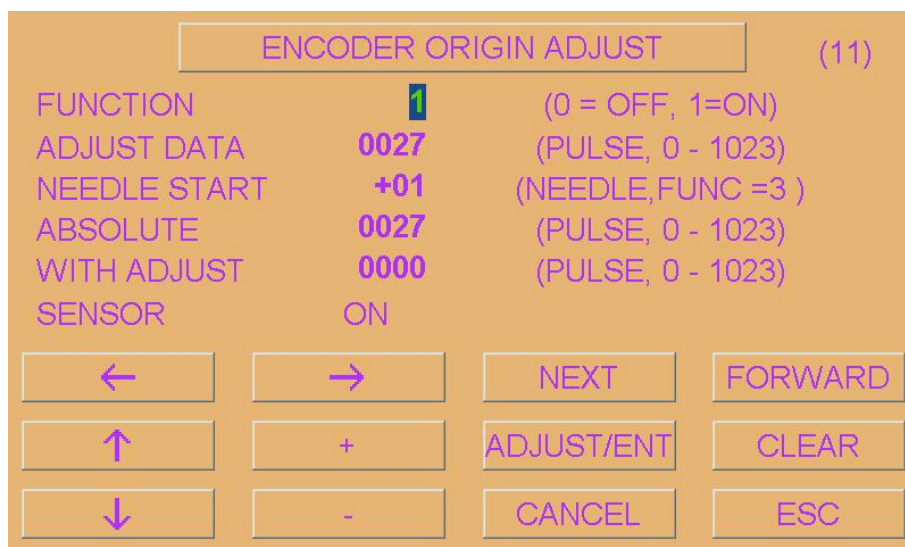 ENCODER ORIGIN ADJUST (11)
FUNCTION 1 (0 = OFF, 1=ON)
ADJUST DATA 0027 (PULSE, 0 - 1023)
NEEDLE START +01 (NEEDLE,FUNC =3 )
ABSOLUTE 0027 (PULSE, 0 - 1023)
WITH ADJUST 0000 (PULSE, 0 - 1023)
SENSOR ON
← → NEXT FORWARD
↑ + ADJUST/ENT CLEAR
↓ - CANCEL ESC